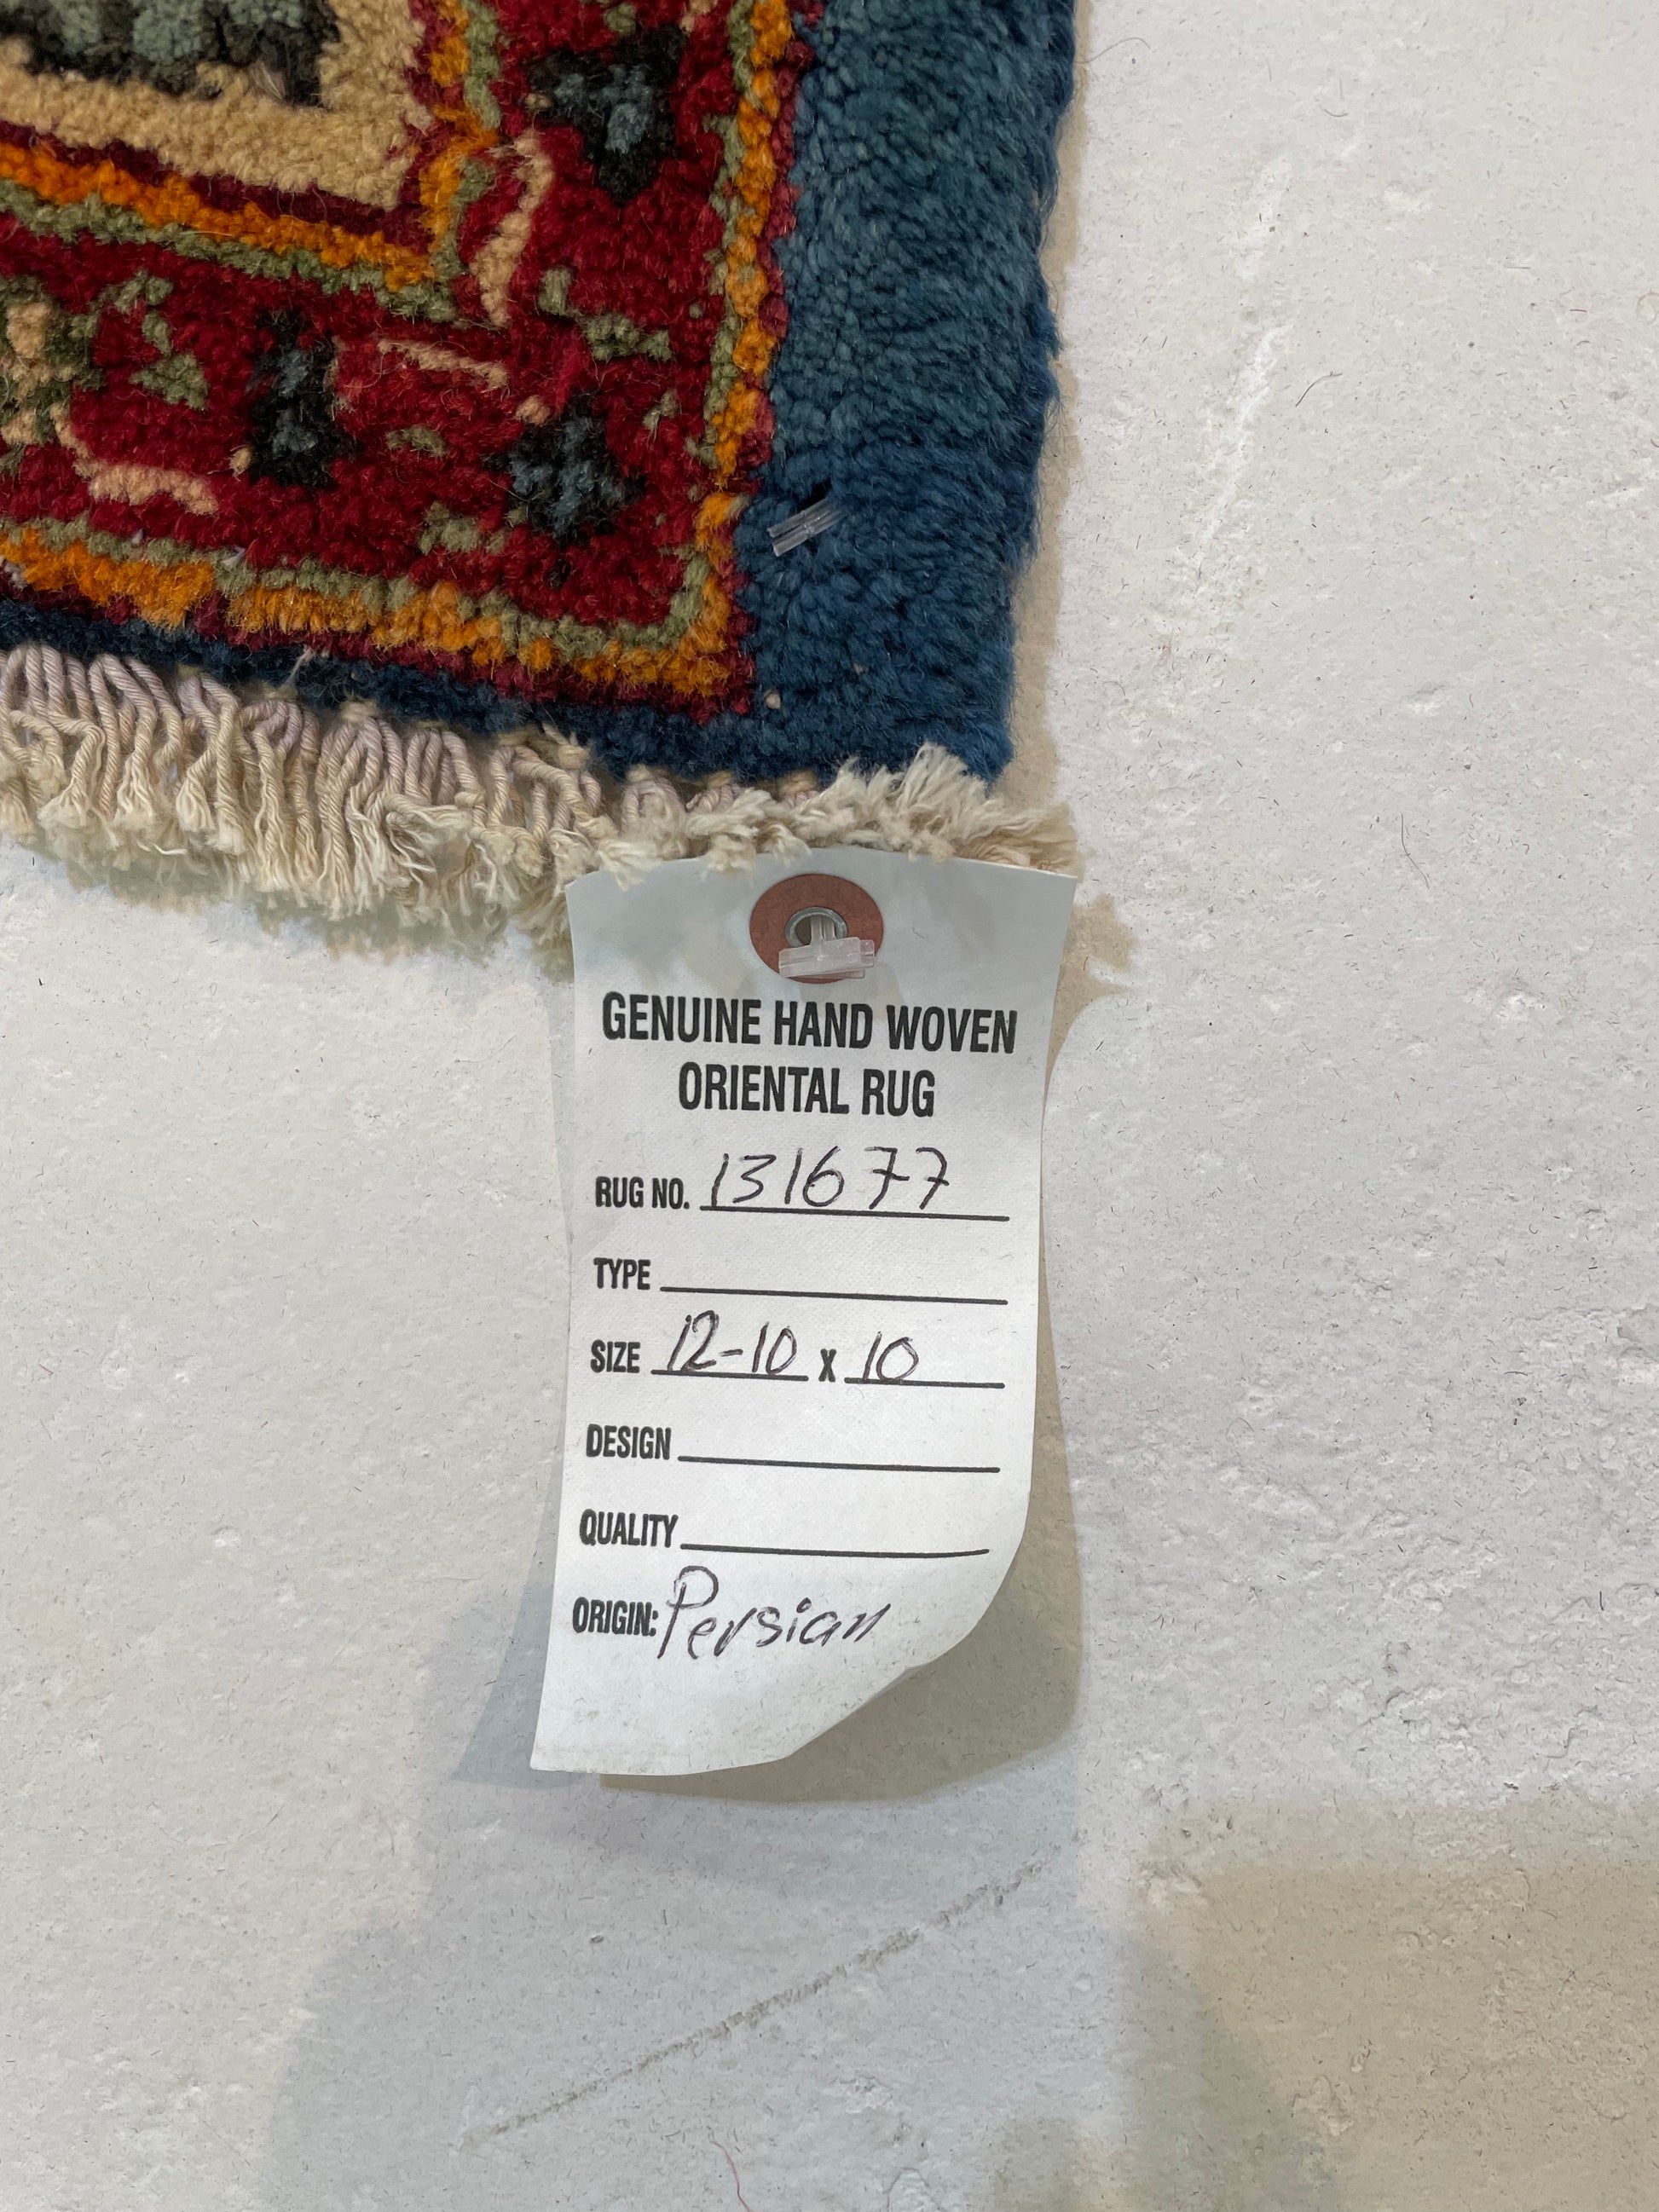 GENUINE HAND WOVEN
ORIENTAL RUG
RUG NO. 131677
TYPE
SIZE 12-10 x 10
DESIGN
QUALITY
ORIGIN: Persian